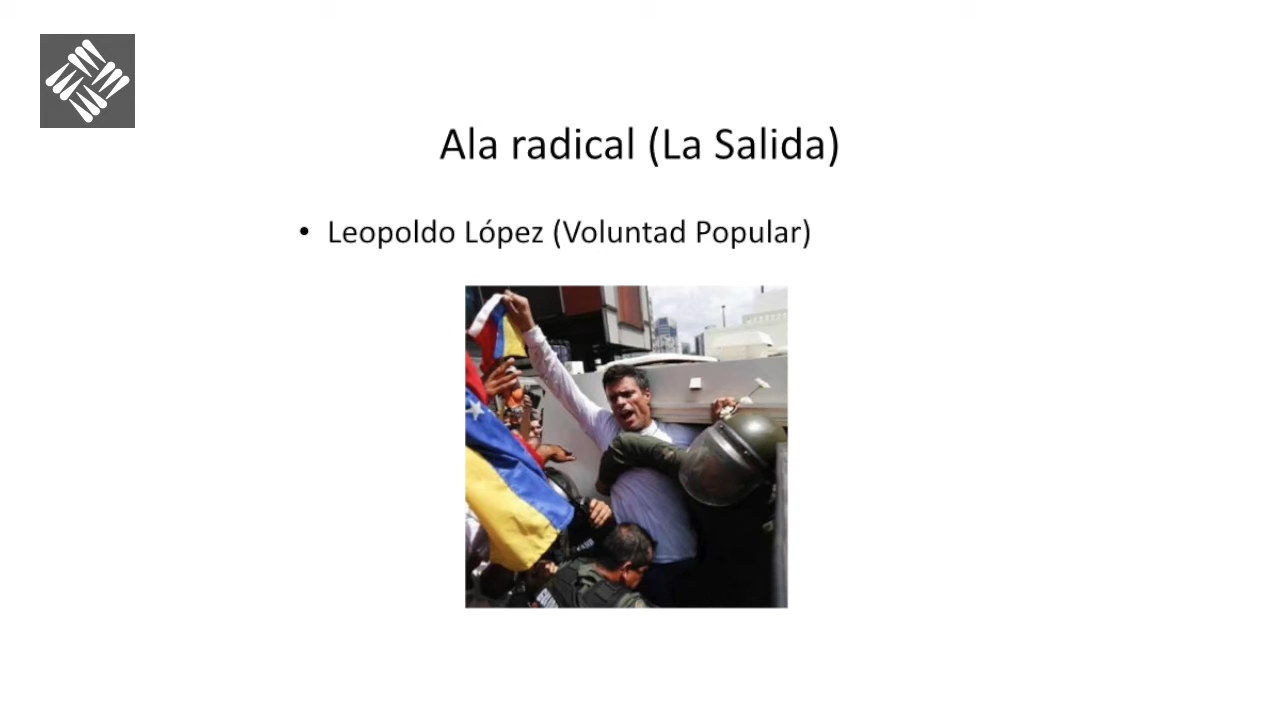 Ala radical (La Salida)
• Leopoldo López (Voluntad Popular)